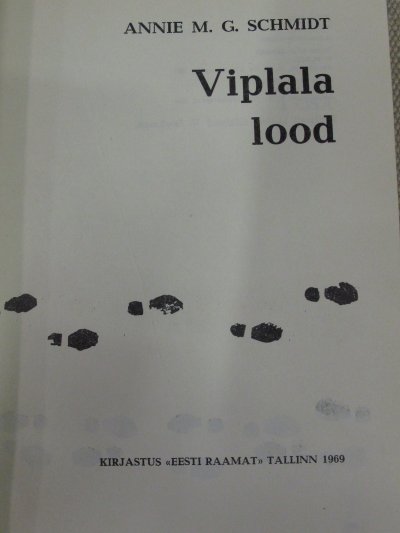 ANNIE M. G. SCHMIDT
Viplala
lood
KIRJASTUS «EESTI RAAMAT» TALLINN 1969